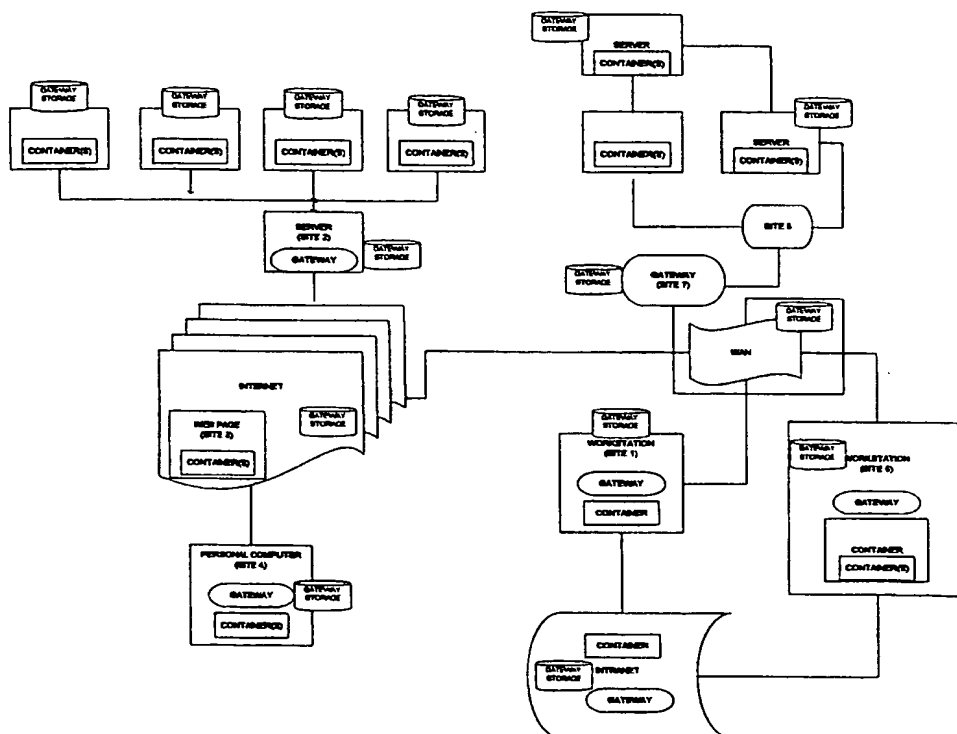 GATEWAY
STORAGE
SERVER
CONTAINER(S)
GATEWAY
STORAGE
CONTAINER(S)
GATEWAY
STORAGE
CONTAINER(S)
GATEWAY
STORAGE
CONTAINER(S)
GATEWAY
STORAGE
CONTAINER(S)
CONTAINER(S)
GATEWAY
STORAGE
SERVER
CONTAINER(S)
SERVER
(SITE 2)
GATEWAY
GATEWAY
STORAGE
SITE 5
GATEWAY
STORAGE
GATEWAY
(SITE 7)
GATEWAY
STORAGE
WAN
INTERNET
GATEWAY
STORAGE
WEB PAGE
(SITE 3)
CONTAINER(S)
GATEWAY
STORAGE
WORKSTATION
(SITE 1)
GATEWAY
CONTAINER
GATEWAY
STORAGE
WORKSTATION
(SITE 6)
GATEWAY
CONTAINER
CONTAINER(S)
PERSONAL COMPUTER
(SITE 4)
GATEWAY
GATEWAY
STORAGE
CONTAINER(S)
CONTAINER
GATEWAY
STORAGE
INTRANET
GATEWAY